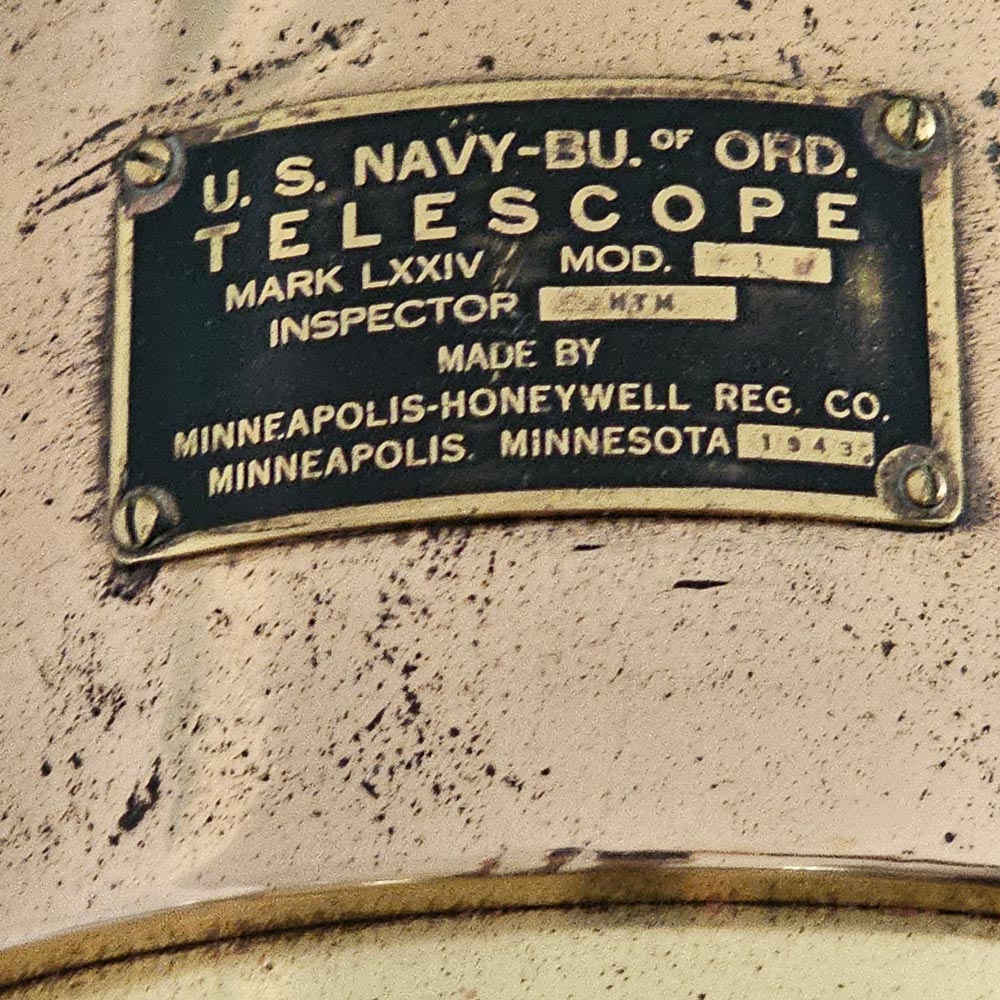 U. S. NAVY-BU. OF ORD.
TELESCOPE
MARK LXXIV MOD. 1
INSPECTOR HTM
MADE BY
MINNEAPOLIS-HONEYWELL REG. CO.
MINNEAPOLIS, MINNESOTA 1943